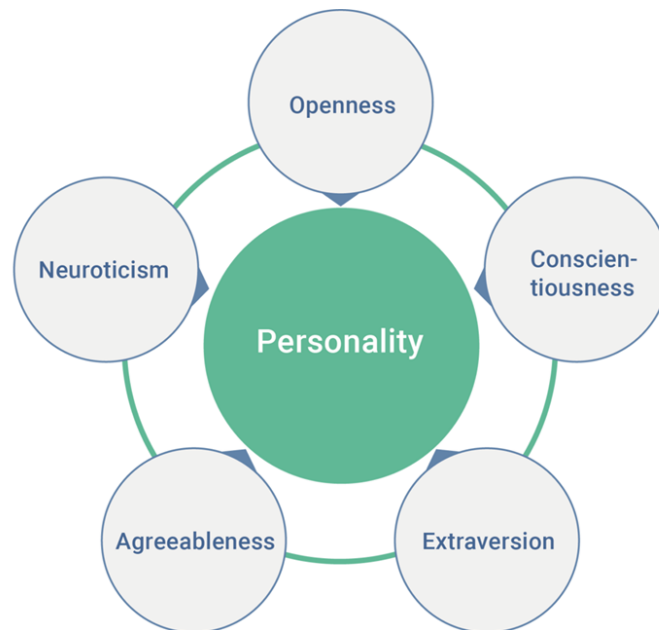 Openness
Neuroticism
Conscien-
tiousness
Personality
Agreeableness
Extraversion